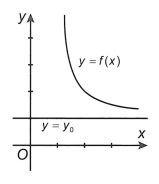 y
y = f(x)
y = y₀
x
O